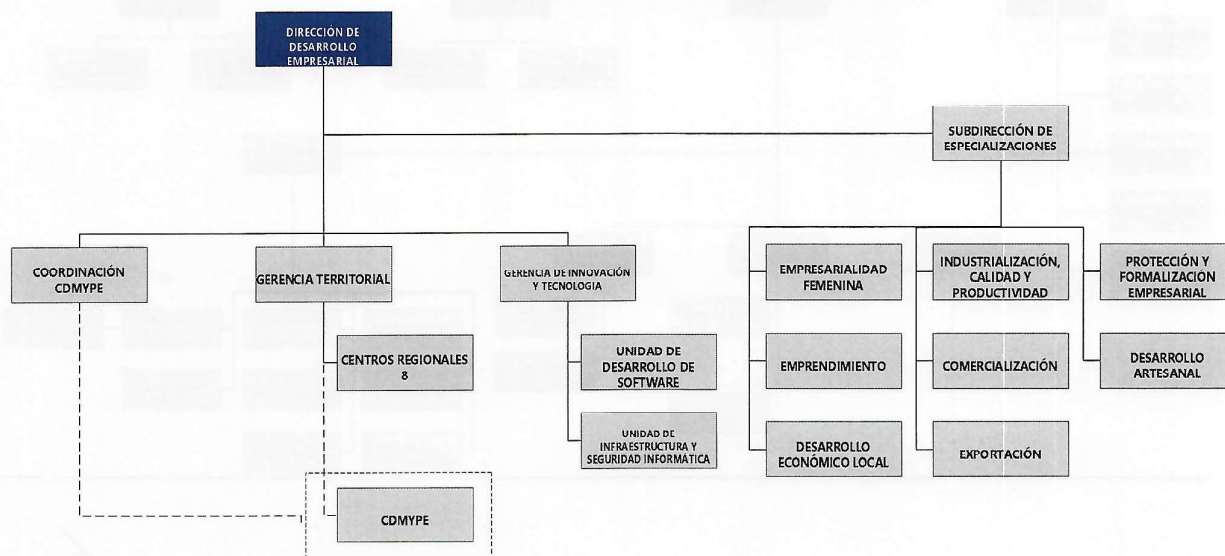 DIRECCIÓN DE
DESARROLLO
EMPRESARIAL
SUBDIRECCIÓN DE
ESPECIALIZACIONES
COORDINACIÓN
CDMYPE
GERENCIA TERRITORIAL
GERENCIA DE INNOVACIÓN
Y TECNOLOGIA
EMPRESARIALIDAD
FEMENINA
INDUSTRIALIZACIÓN,
CALIDAD Y
PRODUCTIVIDAD
PROTECCIÓN Y
FORMALIZACIÓN
EMPRESARIAL
CENTROS REGIONALES
8
UNIDAD DE
DESARROLLO DE
SOFTWARE
EMPRENDIMIENTO
COMERCIALIZACIÓN
DESARROLLO
ARTESANAL
UNIDAD DE
INFRAESTRUCTURA Y
SEGURIDAD INFORMÁTICA
DESARROLLO
ECONÓMICO LOCAL
EXPORTACIÓN
CDMYPE